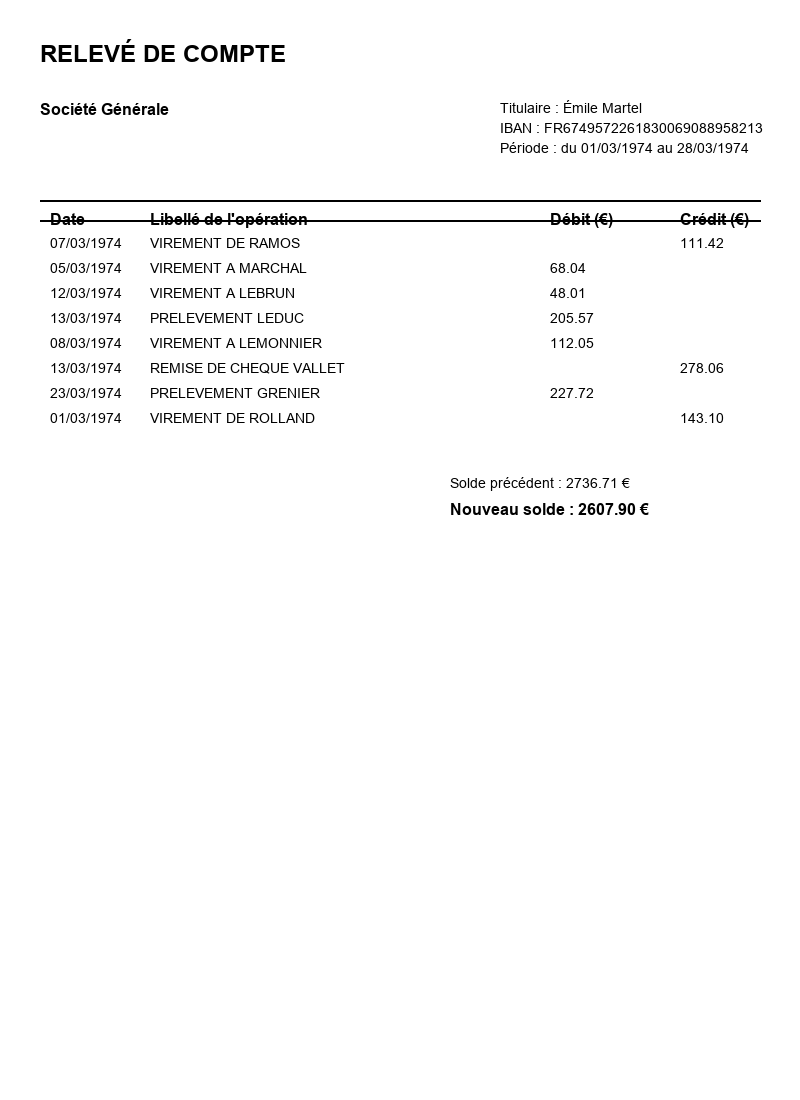 RELEVÉ DE COMPTE
Société Générale
Titulaire : Émile Martel
IBAN : FR6749572261830069088958213
Période : du 01/03/1974 au 28/03/1974
Date Libellé de l'opération Débit (€) Crédit (€)
07/03/1974 VIREMENT DE RAMOS 111.42
05/03/1974 VIREMENT A MARCHAL 68.04
12/03/1974 VIREMENT A LEBRUN 48.01
13/03/1974 PRELEVEMENT LEDUC 205.57
08/03/1974 VIREMENT A LEMONNIER 112.05
13/03/1974 REMISE DE CHEQUE VALLET 278.06
23/03/1974 PRELEVEMENT GRENIER 227.72
01/03/1974 VIREMENT DE ROLLAND 143.10
Solde précédent : 2736.71 €
Nouveau solde : 2607.90 €